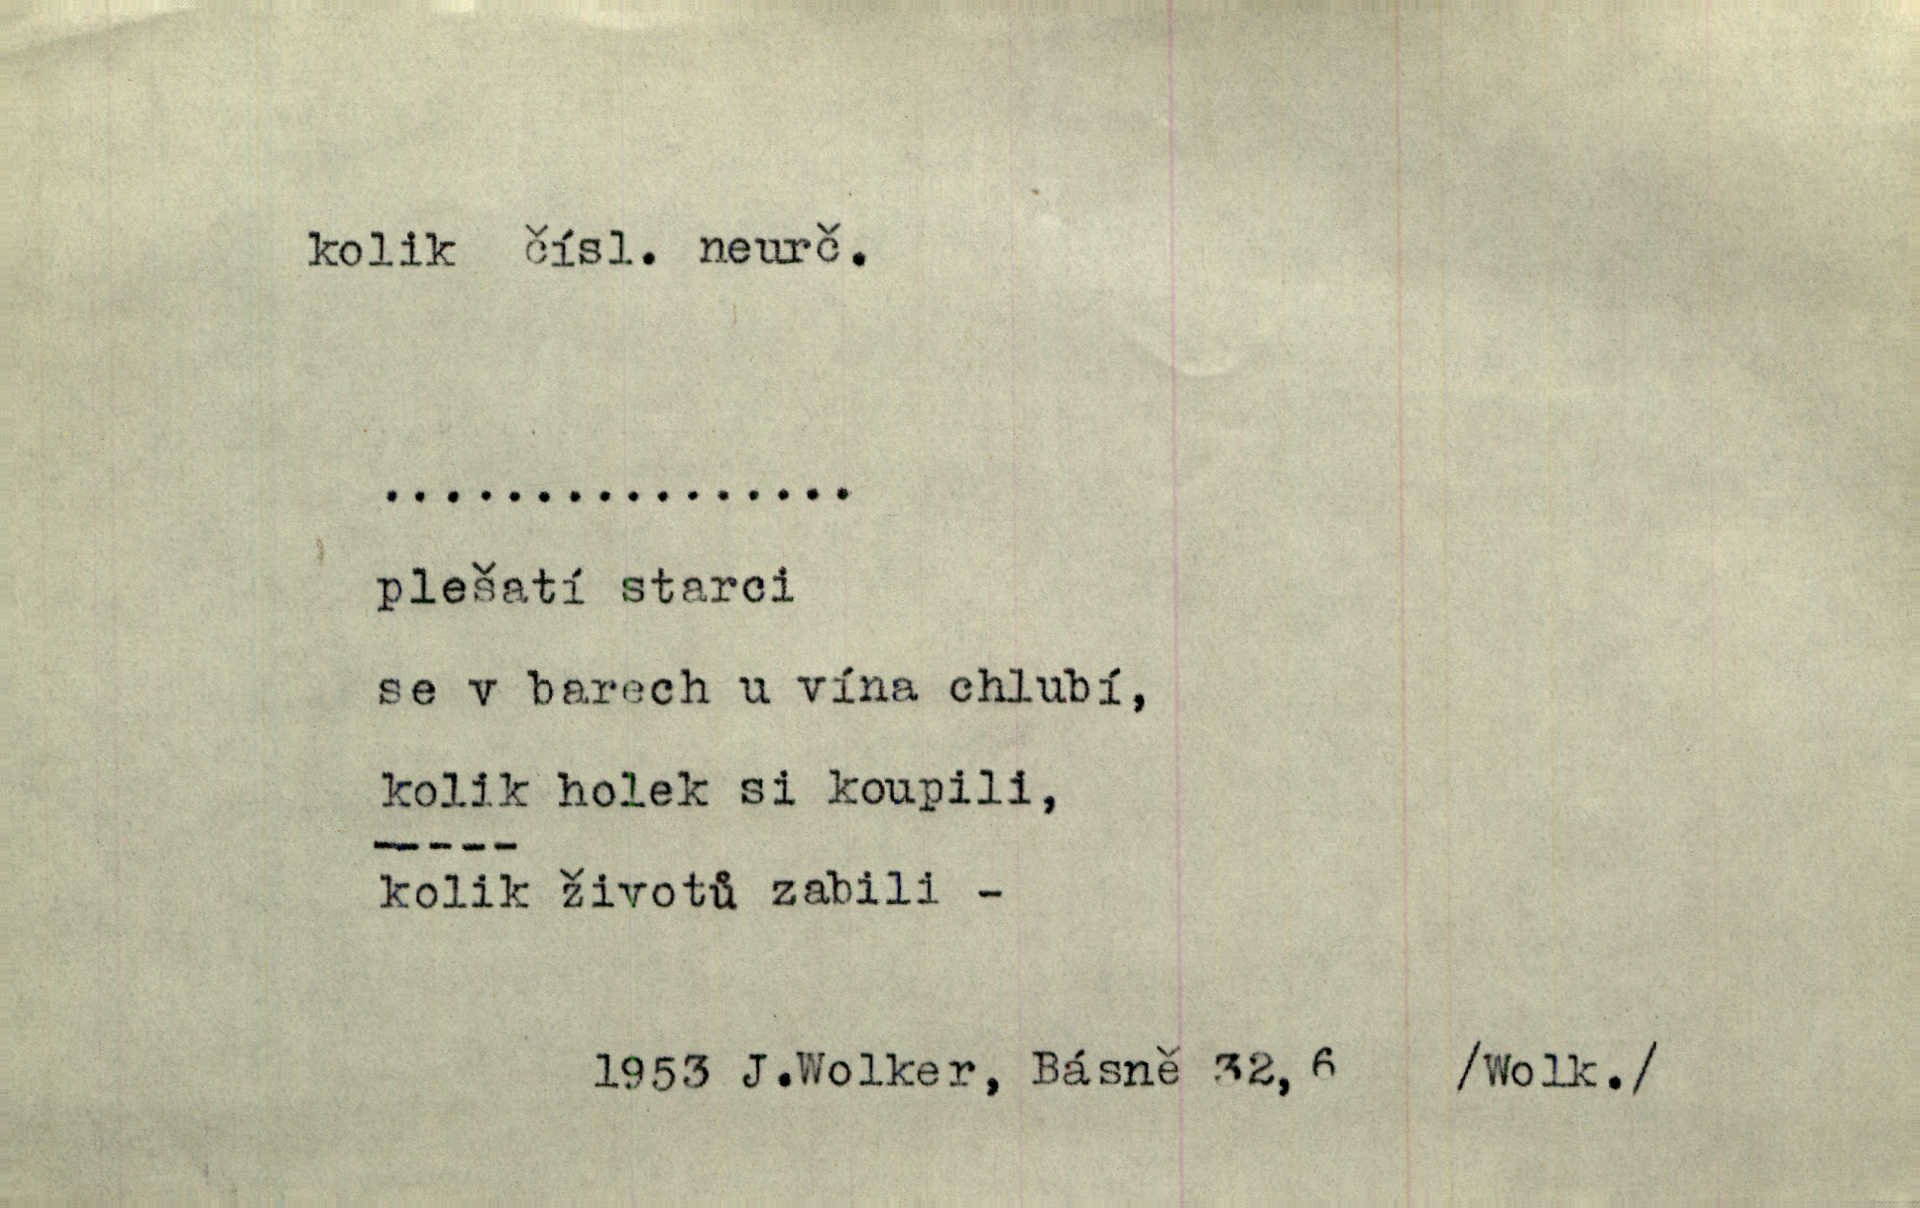 kolik čísl. neurč.
................
plešatí starci
se v barech u vína chlubí,
kolik holek si koupili,
-----
kolik životů zabili -
1953 J.Wolker, Básně 32,6 /Wolk./